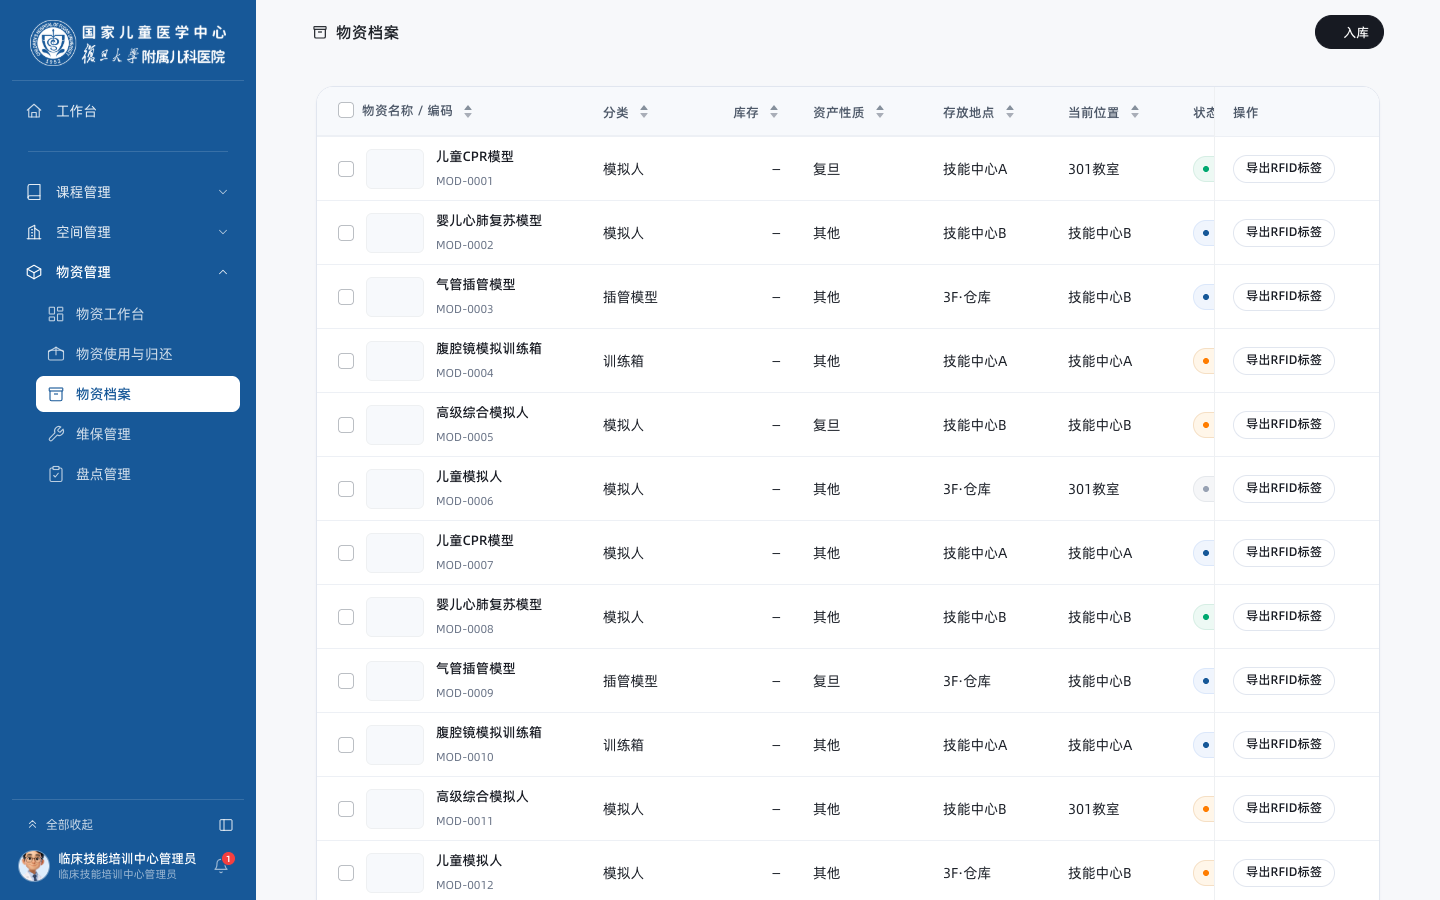 国家儿童医学中心
復旦大学附属儿科医院
工作台
课程管理
空间管理
物资管理
物资工作台
物资使用与归还
物资档案
维保管理
盘点管理
全部收起
临床技能培训中心管理员
临床技能培训中心管理员
1
物资档案
入库
物资名称 / 编码 分类 库存 资产性质 存放地点 当前位置 状态 操作
儿童CPR模型
MOD-0001
模拟人 – 复旦 技能中心A 301教室 导出RFID标签
婴儿心肺复苏模型
MOD-0002
模拟人 – 其他 技能中心B 技能中心B 导出RFID标签
气管插管模型
MOD-0003
插管模型 – 其他 3F·仓库 技能中心B 导出RFID标签
腹腔镜模拟训练箱
MOD-0004
训练箱 – 其他 技能中心A 技能中心A 导出RFID标签
高级综合模拟人
MOD-0005
模拟人 – 复旦 技能中心B 技能中心B 导出RFID标签
儿童模拟人
MOD-0006
模拟人 – 其他 3F·仓库 301教室 导出RFID标签
儿童CPR模型
MOD-0007
模拟人 – 其他 技能中心A 技能中心A 导出RFID标签
婴儿心肺复苏模型
MOD-0008
模拟人 – 其他 技能中心B 技能中心B 导出RFID标签
气管插管模型
MOD-0009
插管模型 – 复旦 3F·仓库 技能中心B 导出RFID标签
腹腔镜模拟训练箱
MOD-0010
训练箱 – 其他 技能中心A 技能中心A 导出RFID标签
高级综合模拟人
MOD-0011
模拟人 – 其他 技能中心B 301教室 导出RFID标签
儿童模拟人
MOD-0012
模拟人 – 其他 3F·仓库 技能中心B 导出RFID标签